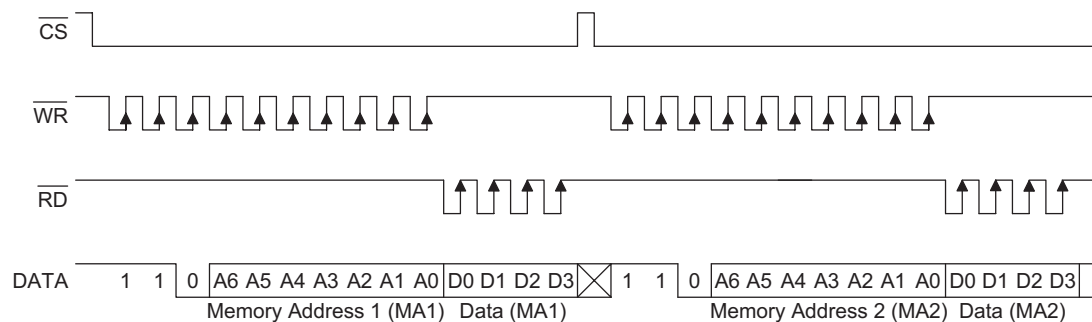 CS
WR
RD
DATA 1 1 0 A6 A5 A4 A3 A2 A1 A0 D0 D1 D2 D3 1 1 0 A6 A5 A4 A3 A2 A1 A0 D0 D1 D2 D3
Memory Address 1 (MA1) Data (MA1) Memory Address 2 (MA2) Data (MA2)